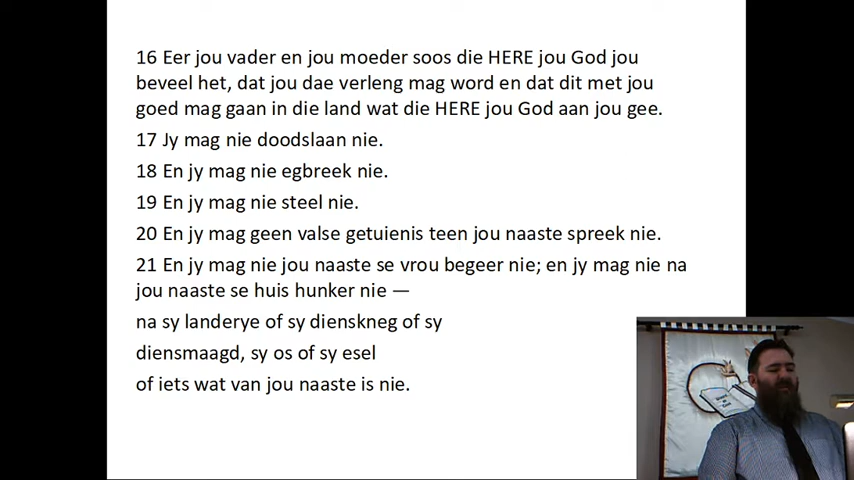 16 Eer jou vader en jou moeder soos die HERE jou God jou
beveel het, dat jou dae verleng mag word en dat dit met jou
goed mag gaan in die land wat die HERE jou God aan jou gee.
17 Jy mag nie doodslaan nie.
18 En jy mag nie egbreek nie.
19 En jy mag nie steel nie.
20 En jy mag geen valse getuienis teen jou naaste spreek nie.
21 En jy mag nie jou naaste se vrou begeer nie; en jy mag nie na
jou naaste se huis hunker nie —
na sy landerye of sy dienskneg of sy
diensmaagd, sy os of sy esel
of iets wat van jou naaste is nie.